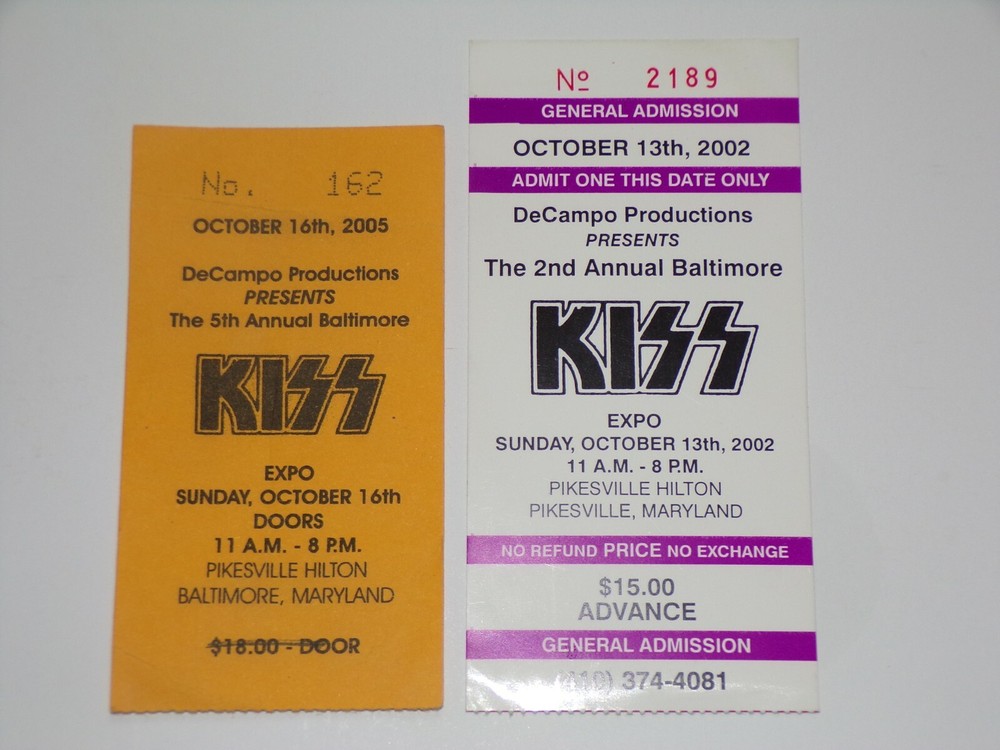 No. 162
OCTOBER 16th, 2005
DeCampo Productions
PRESENTS
The 5th Annual Baltimore
KISS
EXPO
SUNDAY, OCTOBER 16th
DOORS
11 A.M. - 8 P.M.
PIKESVILLE HILTON
BALTIMORE, MARYLAND
$18.00 - DOOR
Nº 2189
GENERAL ADMISSION
OCTOBER 13th, 2002
ADMIT ONE THIS DATE ONLY
DeCampo Productions
PRESENTS
The 2nd Annual Baltimore
KISS
EXPO
SUNDAY, OCTOBER 13th, 2002
11 A.M. - 8 P.M.
PIKESVILLE HILTON
PIKESVILLE, MARYLAND
NO REFUND PRICE NO EXCHANGE
$15.00
ADVANCE
GENERAL ADMISSION
374-4081